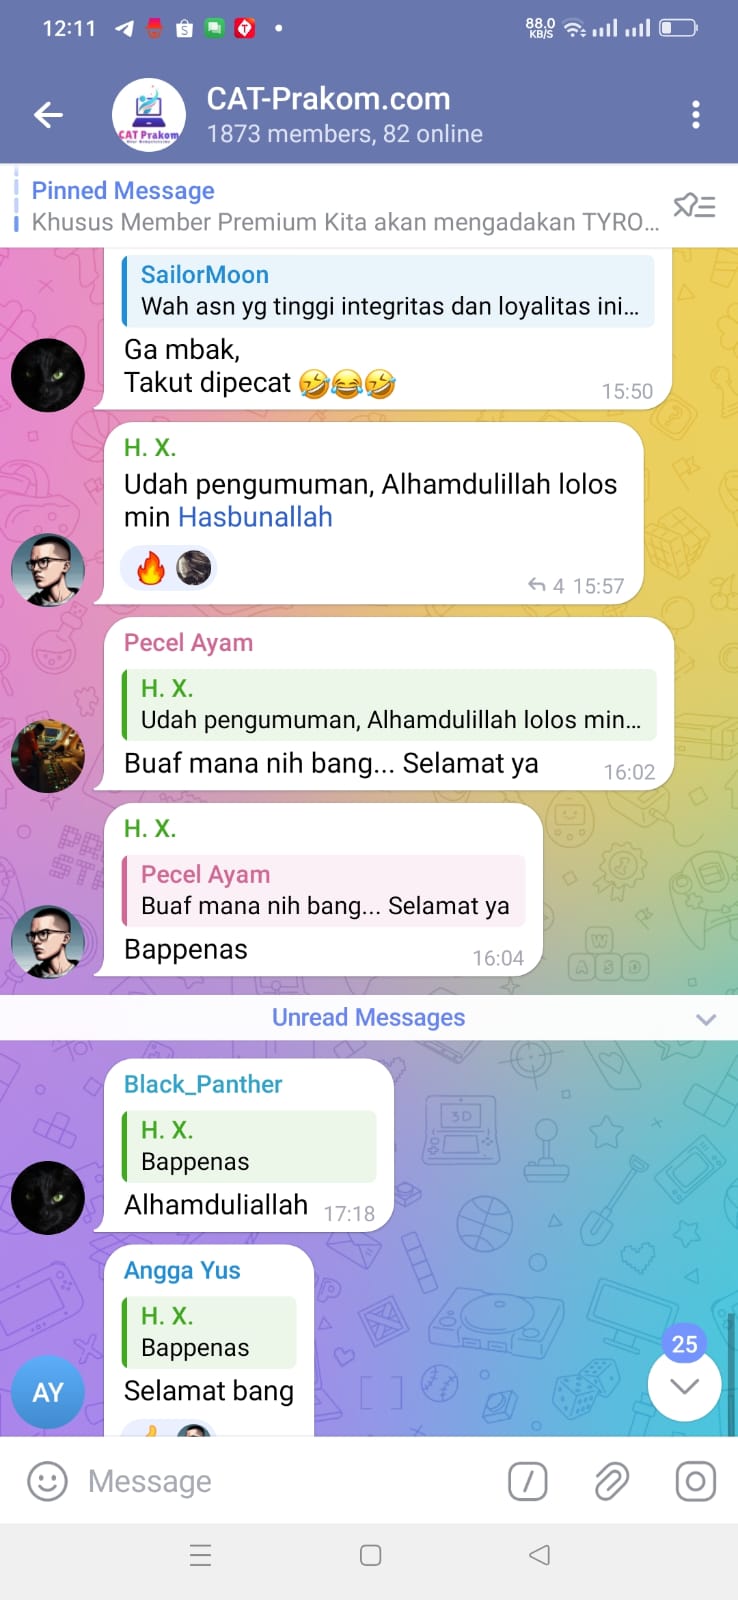 12:11
88.0
KB/S
CAT-Prakom.com
CAT Prakom
1873 members, 82 online
Pinned Message
Khusus Member Premium Kita akan mengadakan TYRO...
SailorMoon
Wah asn yg tinggi integritas dan loyalitas ini...
Ga mbak,
Takut dipecat 🤣😂🤣
15:50
H. X.
Udah pengumuman, Alhamdulillah lolos
min Hasbunallah
4 15:57
Pecel Ayam
H. X.
Udah pengumuman, Alhamdulillah lolos min...
Buaf mana nih bang... Selamat ya
16:02
H. X.
Pecel Ayam
Buaf mana nih bang... Selamat ya
Bappenas
16:04
Unread Messages
Black_Panther
H. X.
Bappenas
Alhamduliallah
17:18
Angga Yus
H. X.
Bappenas
AY
Selamat bang
25
Message